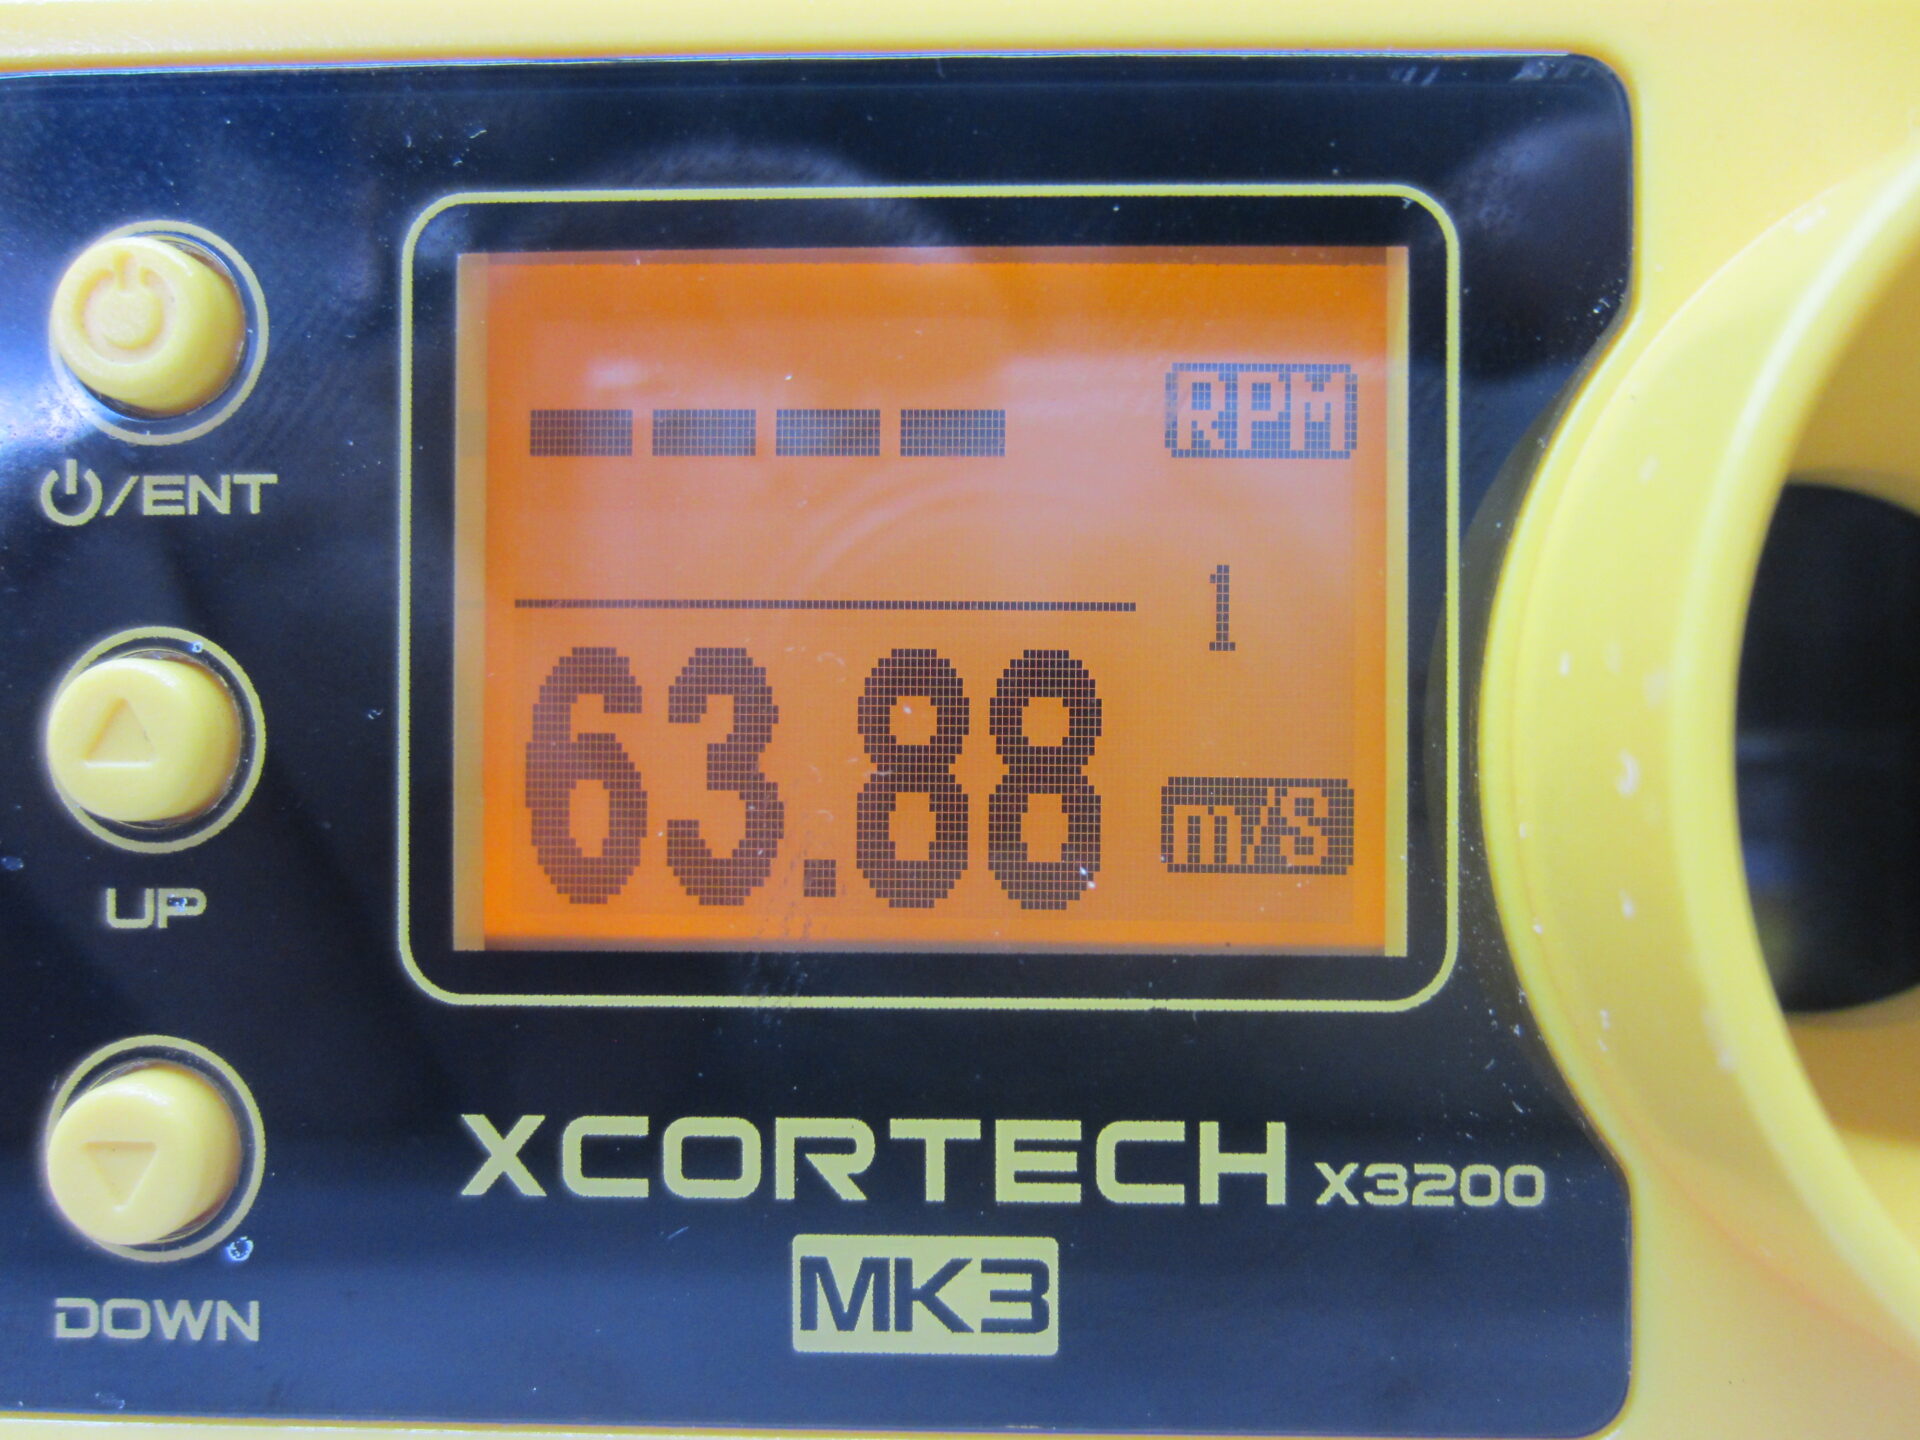 ---- RPM
1
63.88 m/S
/ENT
UP
DOWN
XCORTECH X3200
MK3